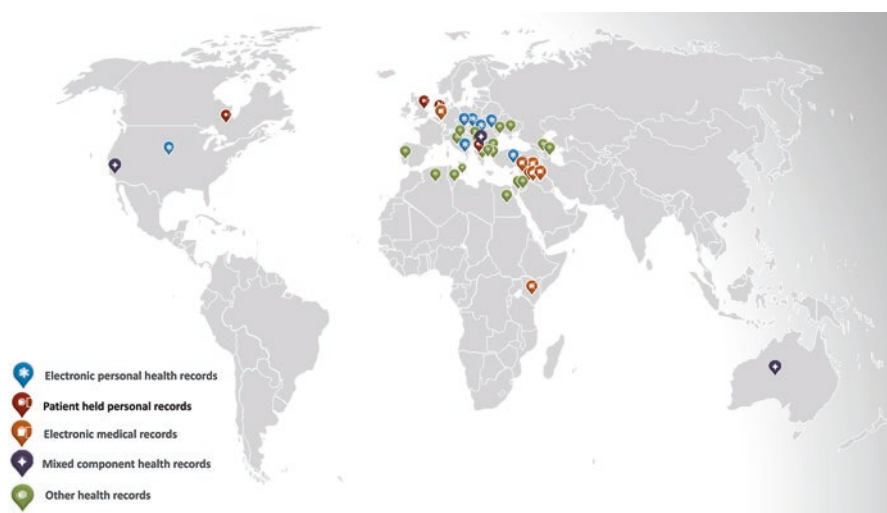 Electronic personal health records
Patient held personal records
Electronic medical records
Mixed component health records
Other health records